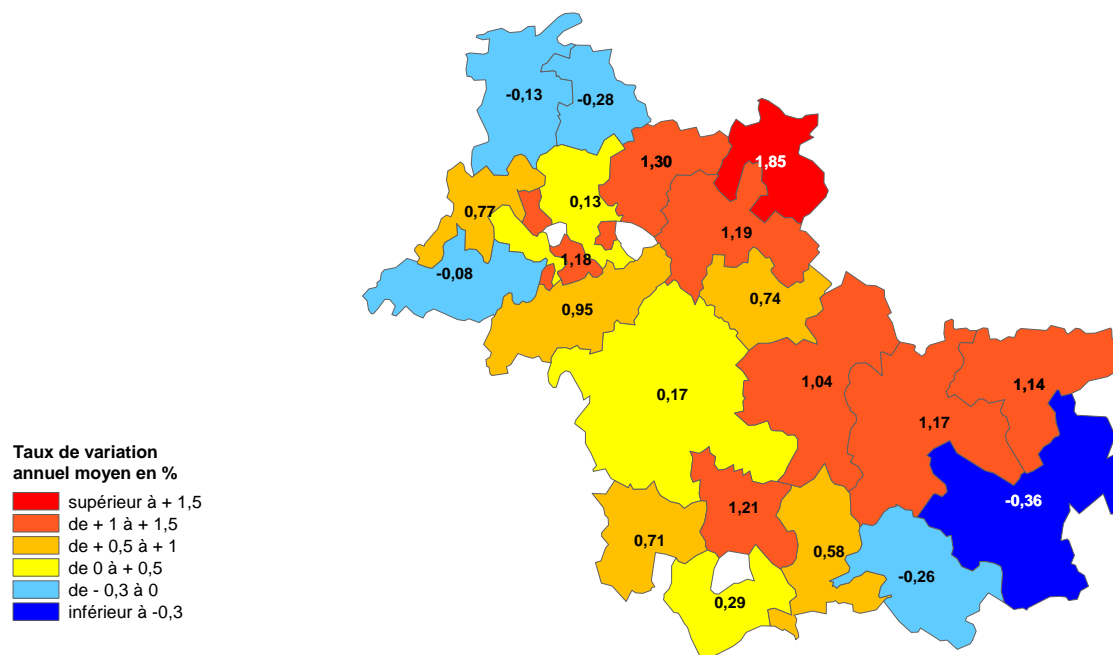 -0,13
-0,28
1,30
1,85
0,77
0,13
1,19
1,18
-0,08
0,95
0,74
0,17
1,04
1,14
1,17
Taux de variation
annuel moyen en %
supérieur à + 1,5
de + 1 à + 1,5
de + 0,5 à + 1
de 0 à + 0,5
de - 0,3 à 0
inférieur à -0,3
-0,36
1,21
0,71
0,58
-0,26
0,29